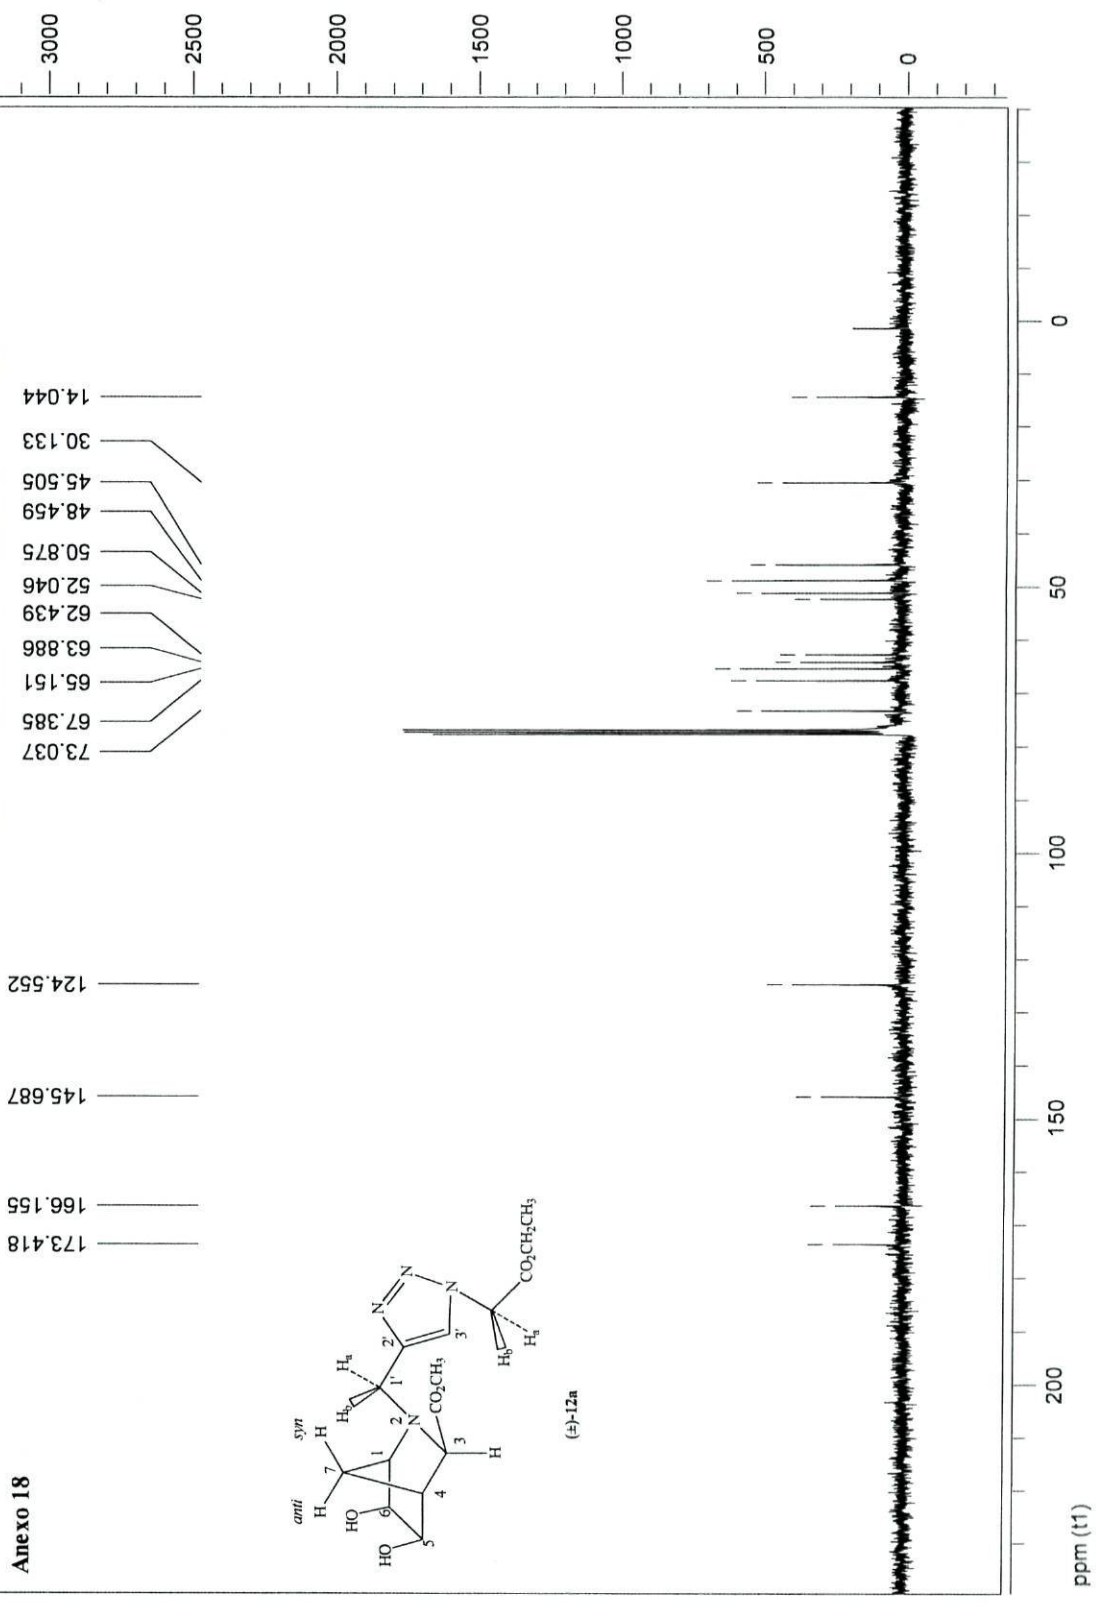 Anexo 18
173.418
166.155
145.687
124.552
73.037
67.385
65.151
63.886
62.439
52.046
50.875
48.459
45.505
30.133
14.044
3000
2500
2000
1500
1000
500
0
anti
syn
H
H
HO
HO
7
1
6
5
4
3
2
N
H
Hb
Ha
1'
2'
3'
N
N
N
CO2CH3
Hb
Ha
CO2CH2CH3
(±)-12a
200
150
100
50
0
ppm (t1)